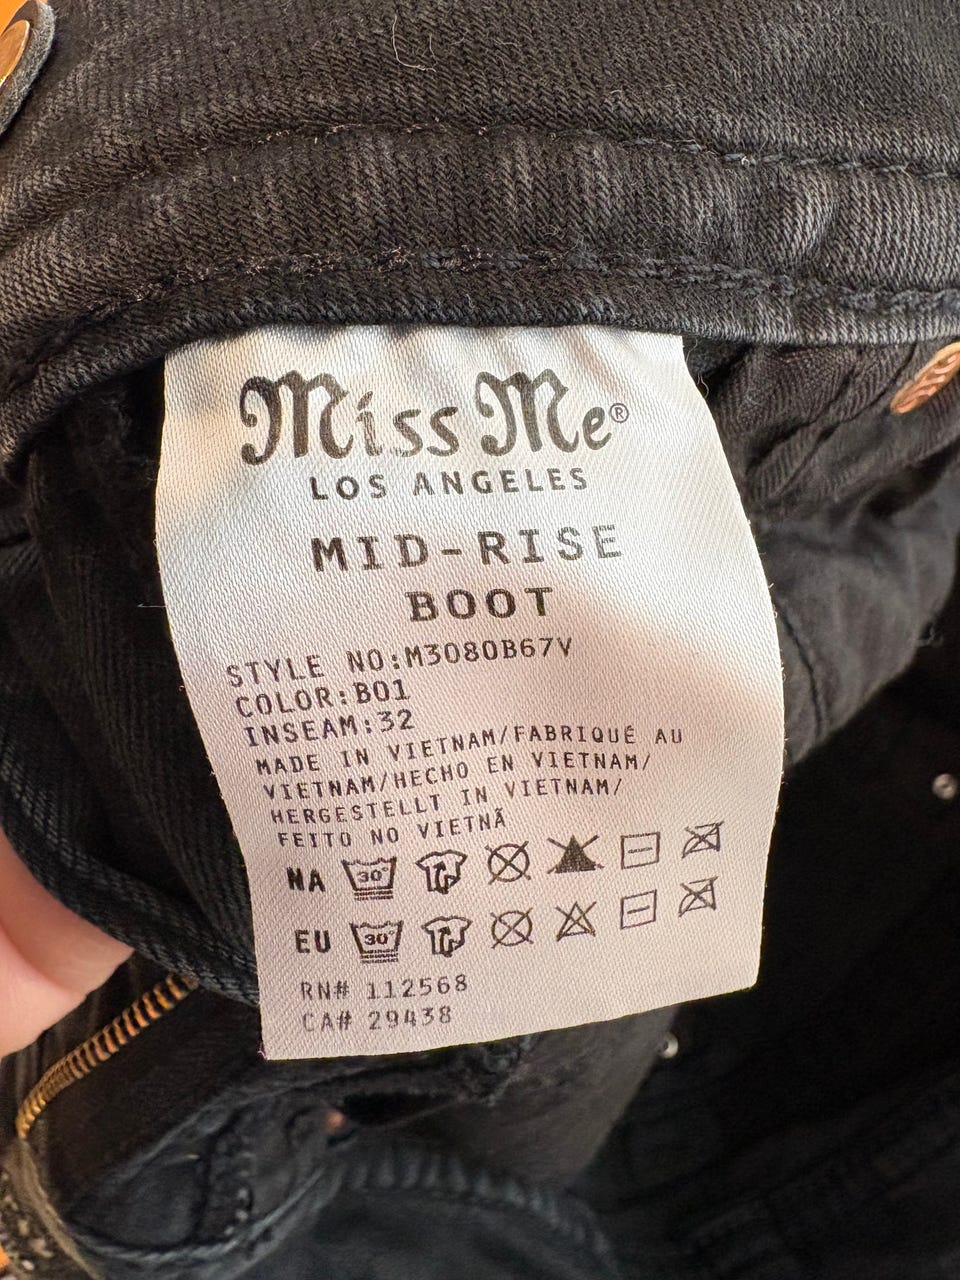 Miss Me®
LOS ANGELES
MID-RISE
BOOT
STYLE NO:M3080B67V
COLOR:B01
INSEAM:32
MADE IN VIETNAM/FABRIQUÉ AU
VIETNAM/HECHO EN VIETNAM/
HERGESTELLT IN VIETNAM/
FEITO NO VIETNÃ
NA 30°
EU 30°
RN# 112568
CA# 29438